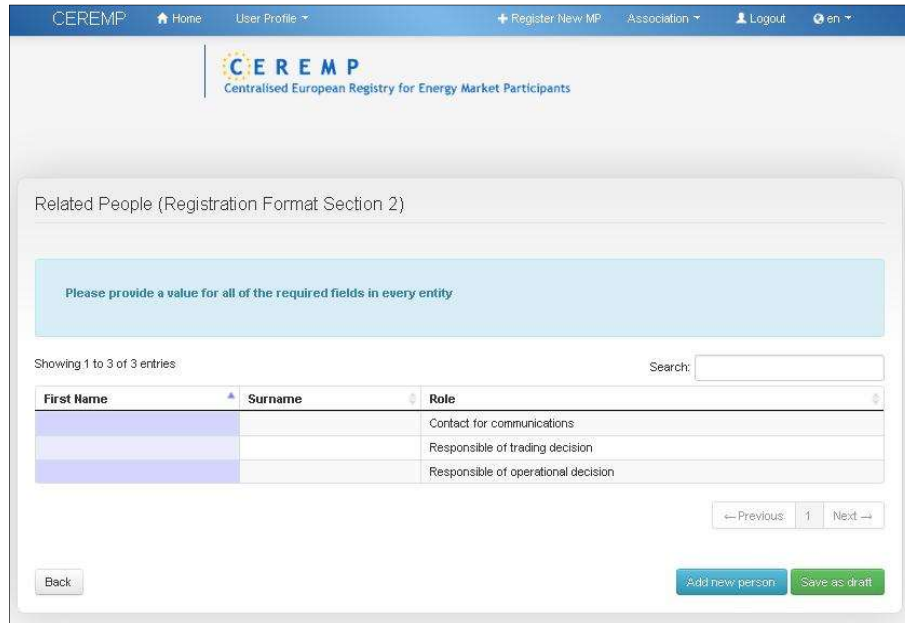 CEREMP Home User Profile Register New MP Association Logout en
C E R E M P
Centralised European Registry for Energy Market Participants
Related People (Registration Format Section 2)
Please provide a value for all of the required fields in every entity
Showing 1 to 3 of 3 entries Search:
First Name Surname Role
Contact for communications
Responsible of trading decision
Responsible of operational decision
← Previous 1 Next →
Back Add new person Save as draft